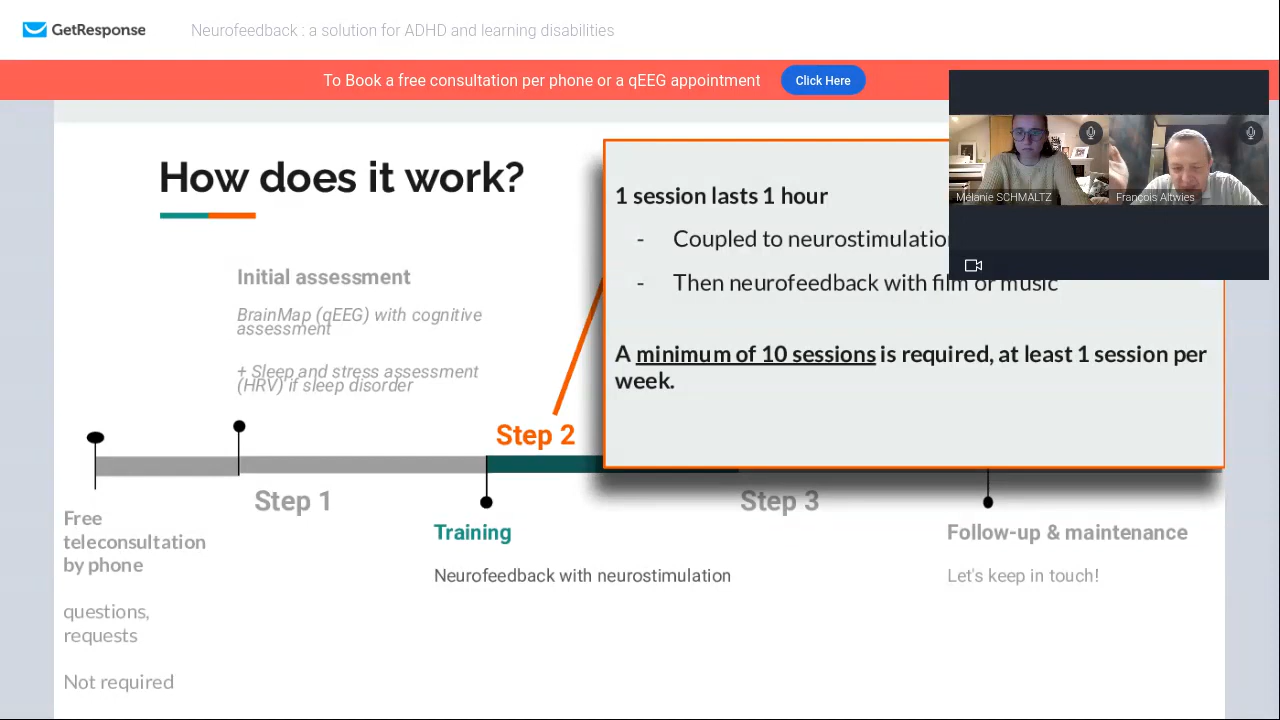 GetResponse
Neurofeedback : a solution for ADHD and learning disabilities
To Book a free consultation per phone or a qEEG appointment
Click Here
How does it work?
Initial assessment
BrainMap (qEEG) with cognitive
assessment
+ Sleep and stress assessment
(HRV) if sleep disorder
1 session lasts 1 hour
- Coupled to neurostimulation
- Then neurofeedback with film or music
A minimum of 10 sessions is required, at least 1 session per
week.
Mélanie SCHMALTZ
François Altwies
Step 2
Step 1
Step 3
Free
teleconsultation
by phone
questions,
requests
Not required
Training
Neurofeedback with neurostimulation
Follow-up & maintenance
Let's keep in touch!